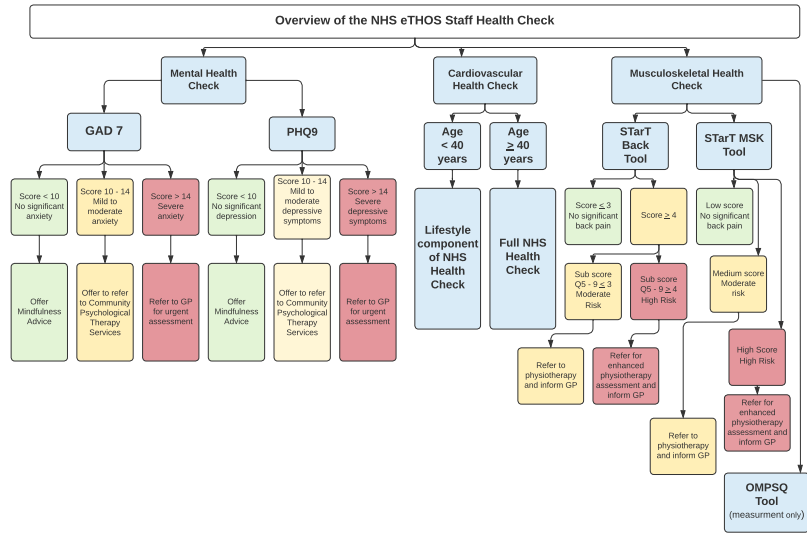 Overview of the NHS eTHOS Staff Health Check
Mental Health
Check
Cardiovascular
Health Check
Musculoskeletal Health
Check
GAD 7
PHQ9
Age
< 40
years
Age
≥ 40
years
STarT
Back
Tool
STarT MSK
Tool
Score < 10
No significant
anxiety
Score 10 - 14
Mild to
moderate
anxiety
Score > 14
Severe
anxiety
Score < 10
No significant
depression
Score 10 - 14
Mild to
moderate
depressive
symptoms
Score > 14
Severe
depressive
symptoms
Lifestyle
component
of NHS
Health
Check
Full NHS
Health
Check
Score ≤ 3
No significant
back pain
Score ≥ 4
Low score
No significant
back pain
Offer
Mindfulness
Advice
Offer to refer
to Community
Psychological
Therapy
Services
Refer to GP
for urgent
assessment
Offer
Mindfulness
Advice
Offer to refer
to Community
Psychological
Therapy
Services
Refer to GP
for urgent
assessment
Sub score
Q5 - 9 ≤ 3
Moderate
Risk
Sub score
Q5 - 9 ≥ 4
High Risk
Medium score
Moderate
risk
Refer to
physiotherapy
and inform GP
Refer for
enhanced
physiotherapy
assessment and
inform GP
High Score
High Risk
Refer for
enhanced
physiotherapy
assessment and
inform GP
Refer to
physiotherapy
and inform GP
OMPSQ
Tool
(measurment only)